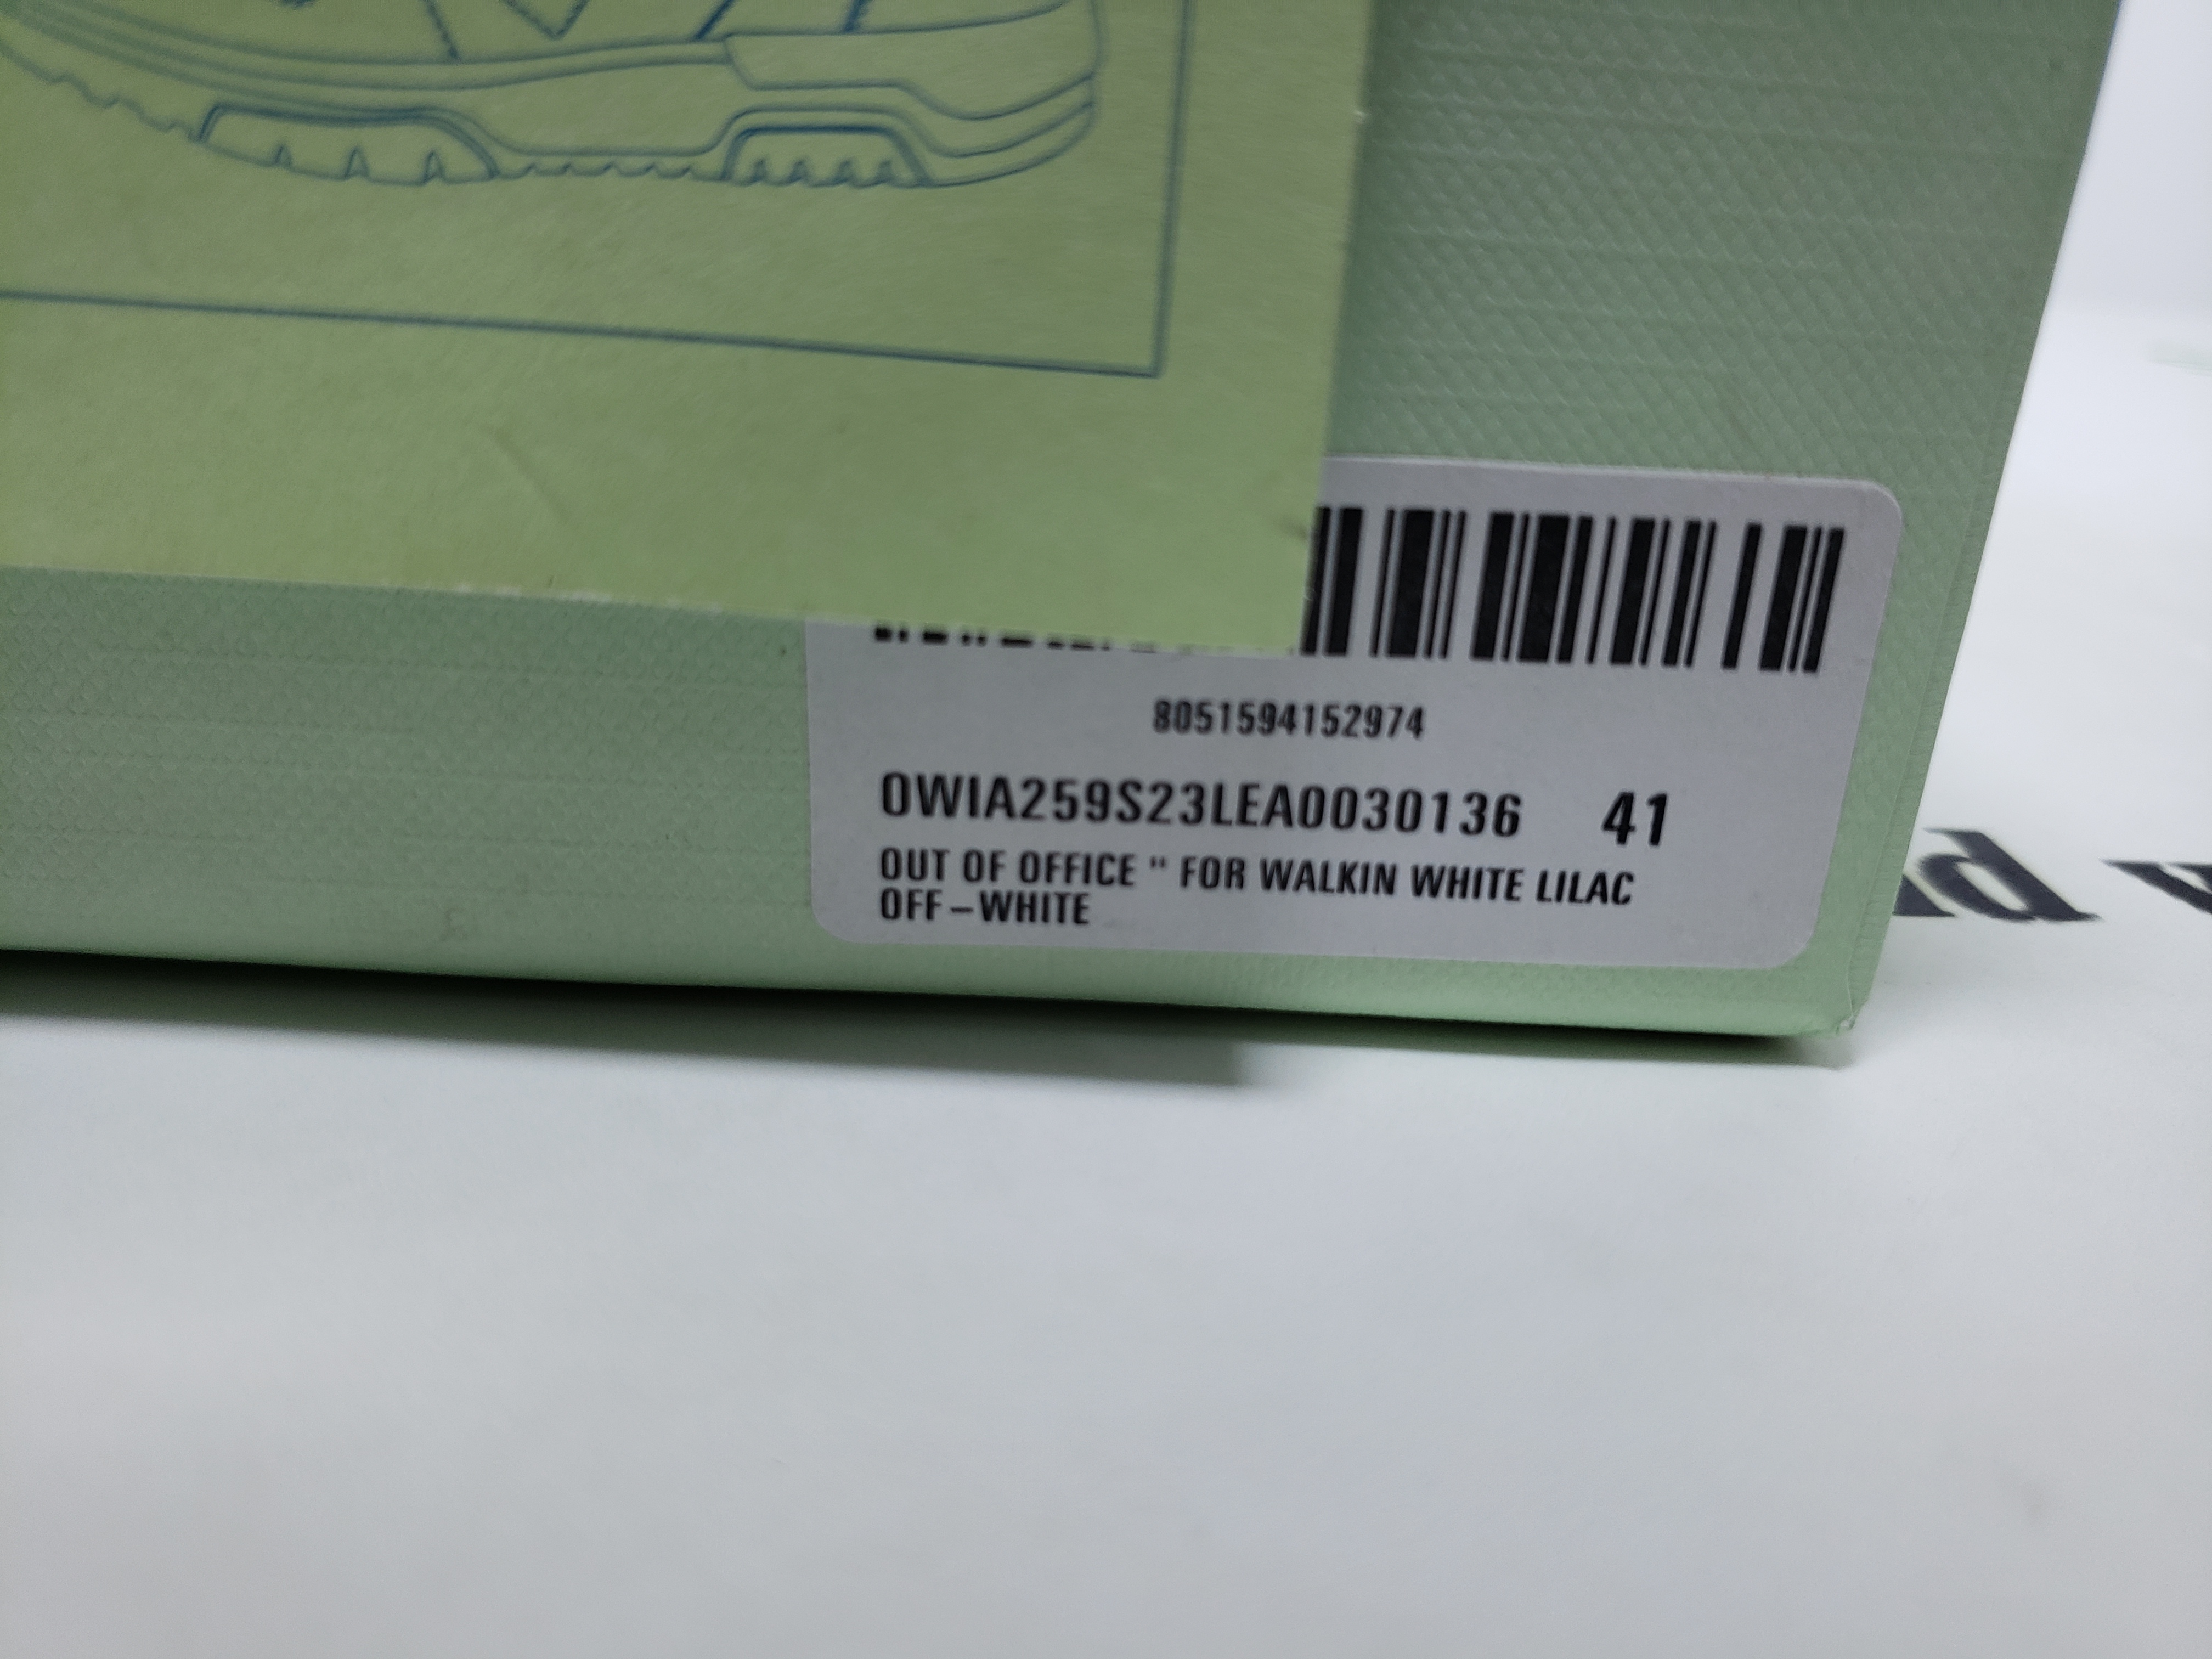 8051594152974
OWIA259S23LEA0030136 41
OUT OF OFFICE " FOR WALKIN WHITE LILAC
OFF-WHITE